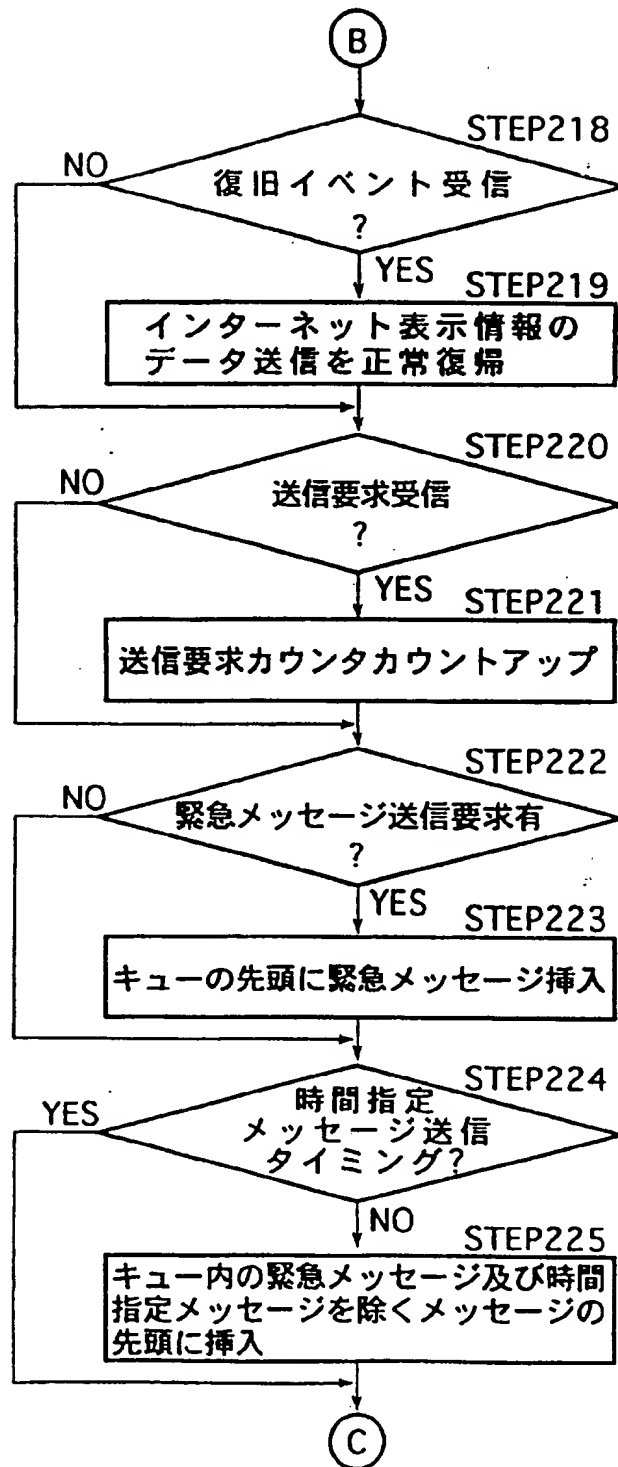 B
STEP218
NO
復旧イベント受信
?
YES
STEP219
インターネット表示情報の
データ送信を正常復帰
STEP220
NO
送信要求受信
?
YES
STEP221
送信要求カウンタカウントアップ
STEP222
NO
緊急メッセージ送信要求有
?
YES
STEP223
キューの先頭に緊急メッセージ挿入
STEP224
YES
時間指定
メッセージ送信
タイミング?
NO
STEP225
キュー内の緊急メッセージ及び時間
指定メッセージを除くメッセージの
先頭に挿入
C